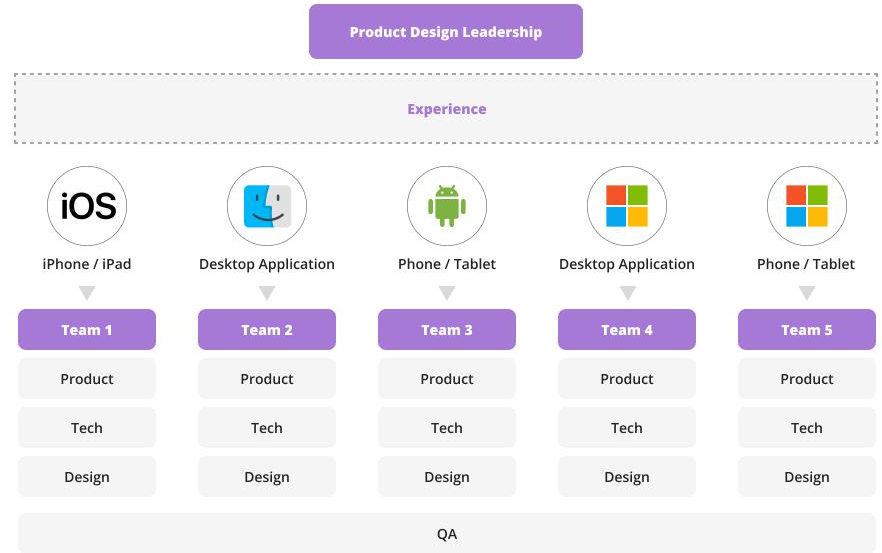 Product Design Leadership
Experience
iOS
iPhone / iPad
Desktop Application
Phone / Tablet
Desktop Application
Phone / Tablet
Team 1
Team 2
Team 3
Team 4
Team 5
Product
Product
Product
Product
Product
Tech
Tech
Tech
Tech
Tech
Design
Design
Design
Design
Design
QA